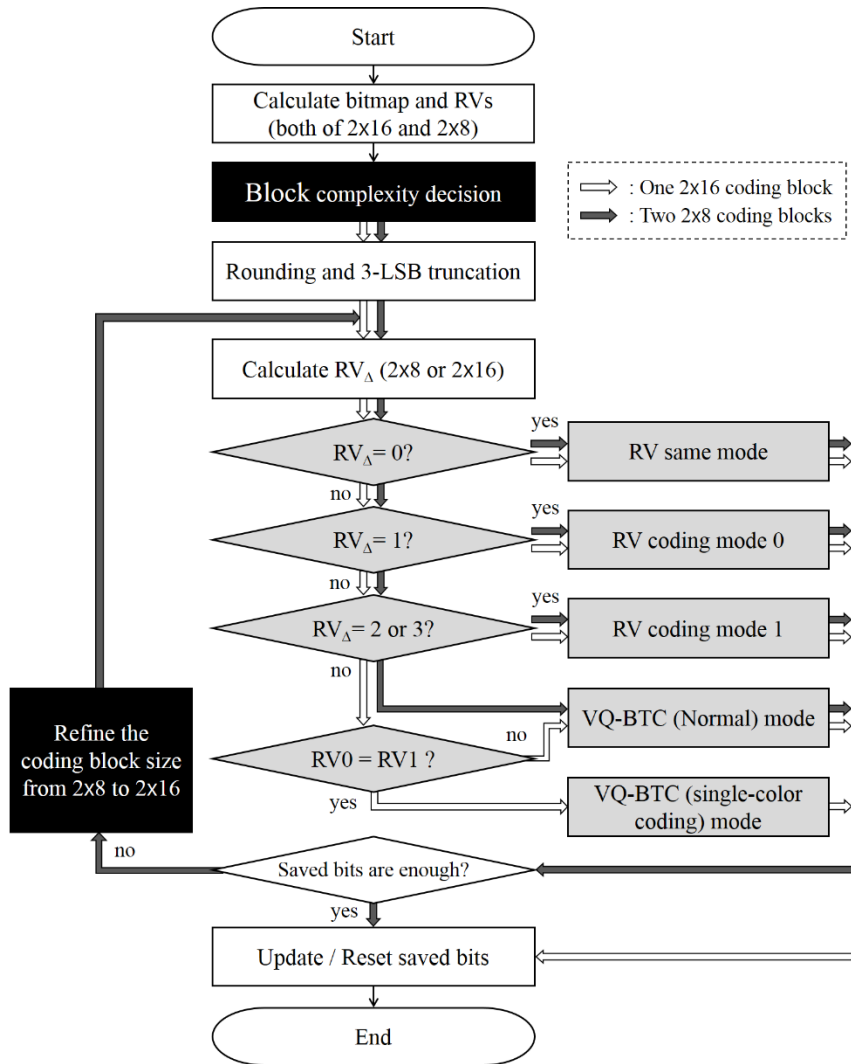 Start
Calculate bitmap and RVs
(both of 2x16 and 2x8)
Block complexity decision
: One 2x16 coding block
: Two 2x8 coding blocks
Rounding and 3-LSB truncation
Calculate RVΔ (2x8 or 2x16)
RVΔ= 0?
yes
RV same mode
no
RVΔ= 1?
yes
RV coding mode 0
no
RVΔ= 2 or 3?
yes
RV coding mode 1
no
Refine the
coding block size
from 2x8 to 2x16
RV0 = RV1 ?
no
VQ-BTC (Normal) mode
yes
VQ-BTC (single-color
coding) mode
Saved bits are enough?
no
yes
Update / Reset saved bits
End